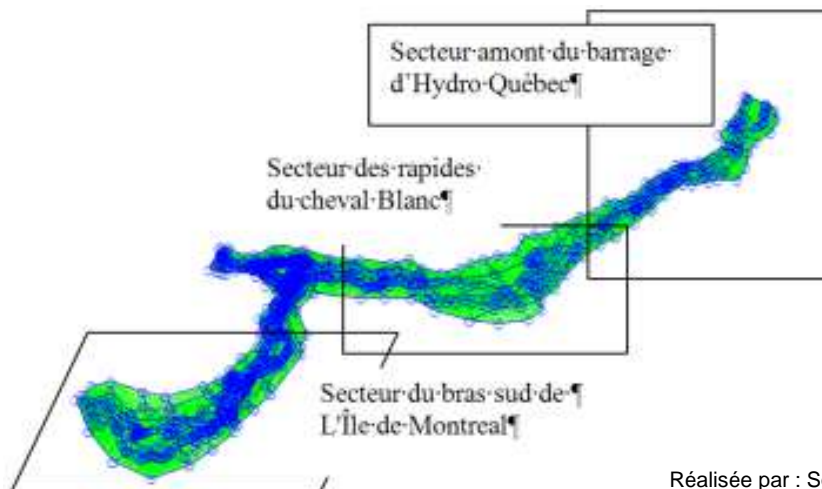 Secteur·amont·du·barrage·
d'Hydro·Québec¶
Secteur·des·rapides·
du·cheval·Blanc¶
Secteur·du·bras·sud·de·¶
L'Île·de·Montreal¶
Réalisée par : S